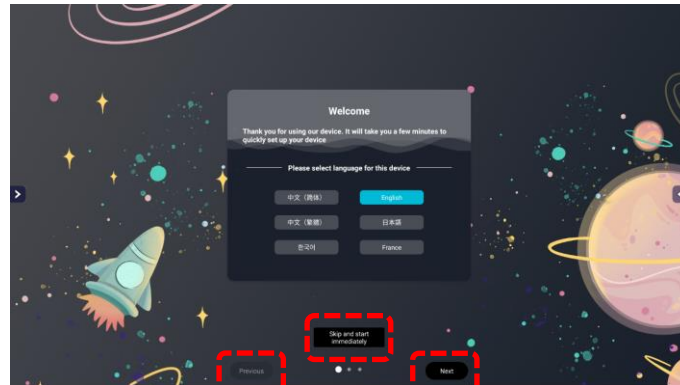 Welcome
Thank you for using our device. It will take you a few minutes to
quickly set up your device
Please select language for this device
中文（简体）
English
中文（繁體）
日本語
한국어
France
Skip and start
immediately
Previous
Next